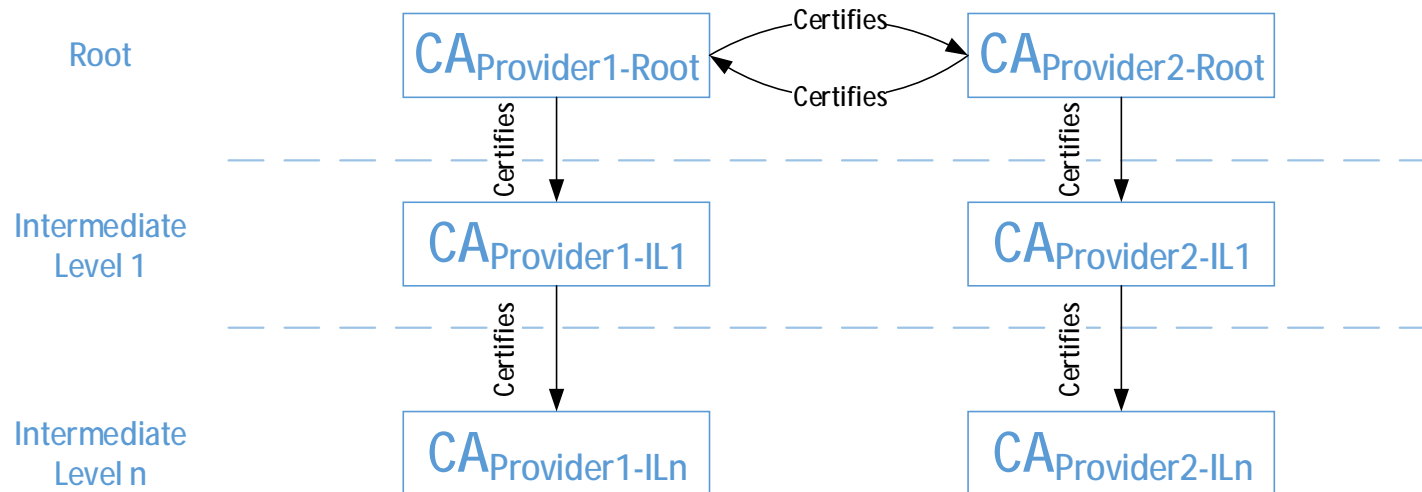 Certifies
Root
CAProvider1-Root
CAProvider2-Root
Certifies
Certifies
Certifies
Intermediate
Level 1
CAProvider1-IL1
CAProvider2-IL1
Certifies
Certifies
Intermediate
Level n
CAProvider1-ILn
CAProvider2-ILn